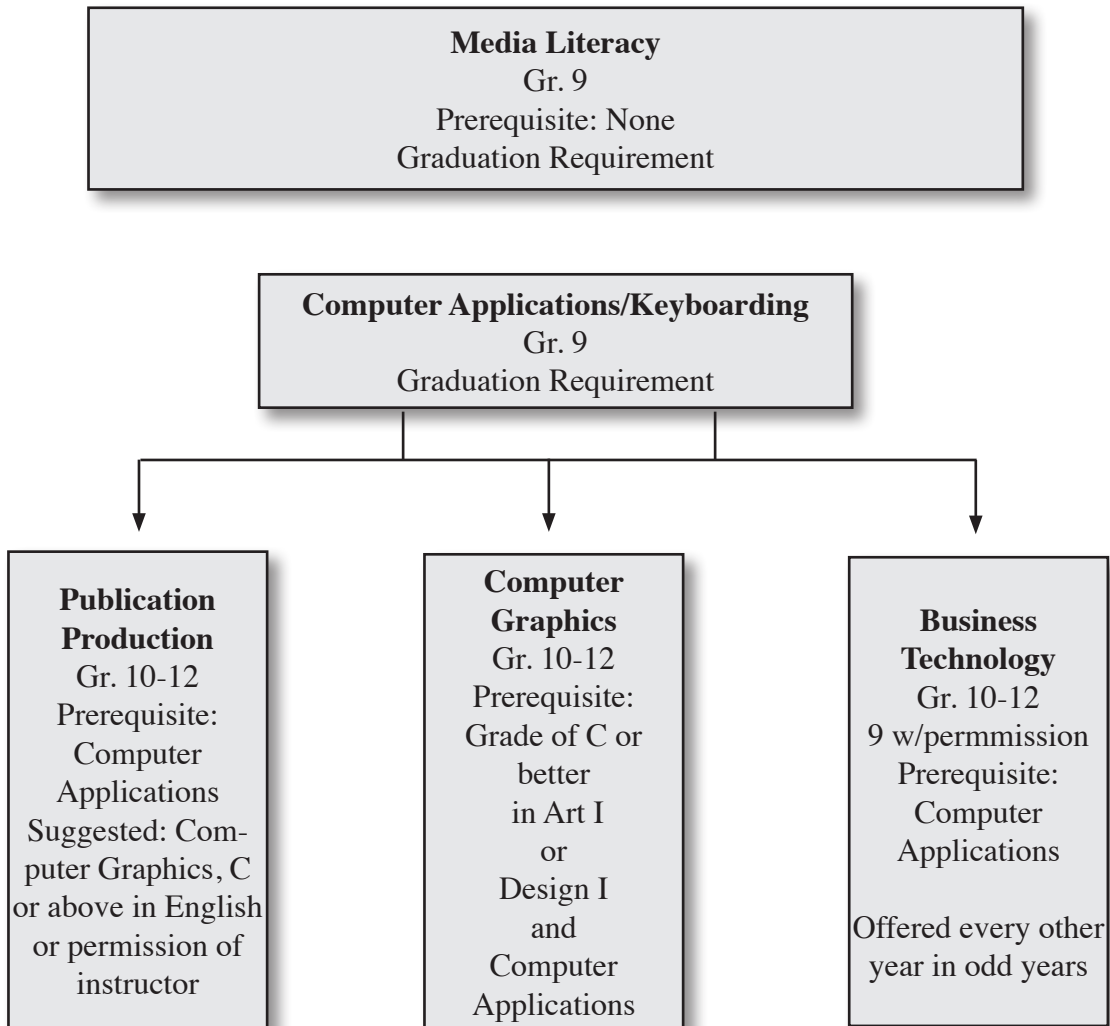 Media Literacy
Gr. 9
Prerequisite: None
Graduation Requirement
Computer Applications/Keyboarding
Gr. 9
Graduation Requirement
Publication
Production
Gr. 10-12
Prerequisite:
Computer
Applications
Suggested: Com-
puter Graphics, C
or above in English
or permission of
instructor
Computer
Graphics
Gr. 10-12
Prerequisite:
Grade of C or
better
in Art I
or
Design I
and
Computer
Applications
Business
Technology
Gr. 10-12
9 w/permmission
Prerequisite:
Computer
Applications
Offered every other
year in odd years